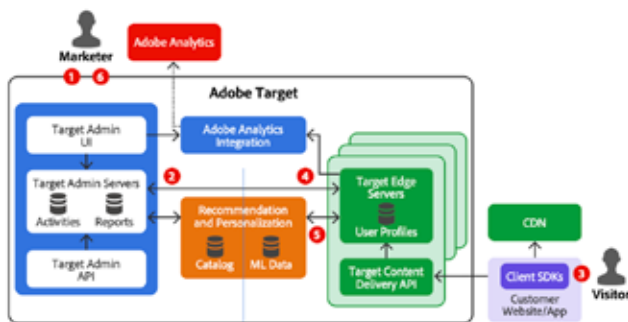 Marketer
1 6
Adobe Analytics
Adobe Target
Target Admin
UI
Adobe Analytics
Integration
Target Admin Servers
Activities Reports
Target Admin
API
2
4
Recommendation
and Personalization
Catalog ML Data
5
Target Edge
Servers
User Profiles
Target Content
Delivery API
CDN
Client SDKs
3
Customer
Website/App
Visitor